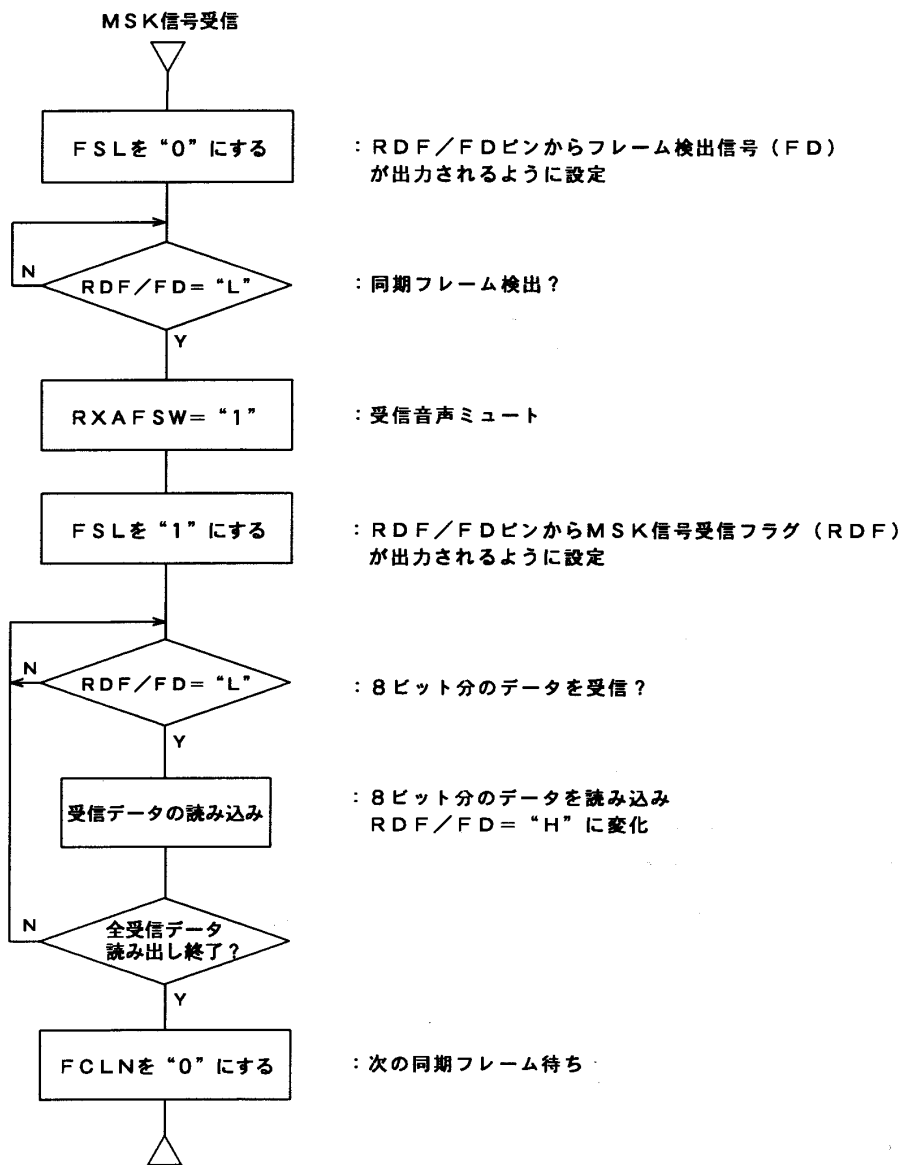 MSK信号受信
FSLを“0”にする
:RDF/FDピンからフレーム検出信号(FD)
が出力されるように設定
N
RDF/FD=“L”
:同期フレーム検出?
Y
RXAFSW=“1”
:受信音声ミュート
FSLを“1”にする
:RDF/FDピンからMSK信号受信フラグ(RDF)
が出力されるように設定
N
RDF/FD=“L”
:8ビット分のデータを受信?
Y
受信データの読み込み
:8ビット分のデータを読み込み
RDF/FD=“H”に変化
N
全受信データ
読み出し終了?
Y
FCLNを“0”にする
:次の同期フレーム待ち